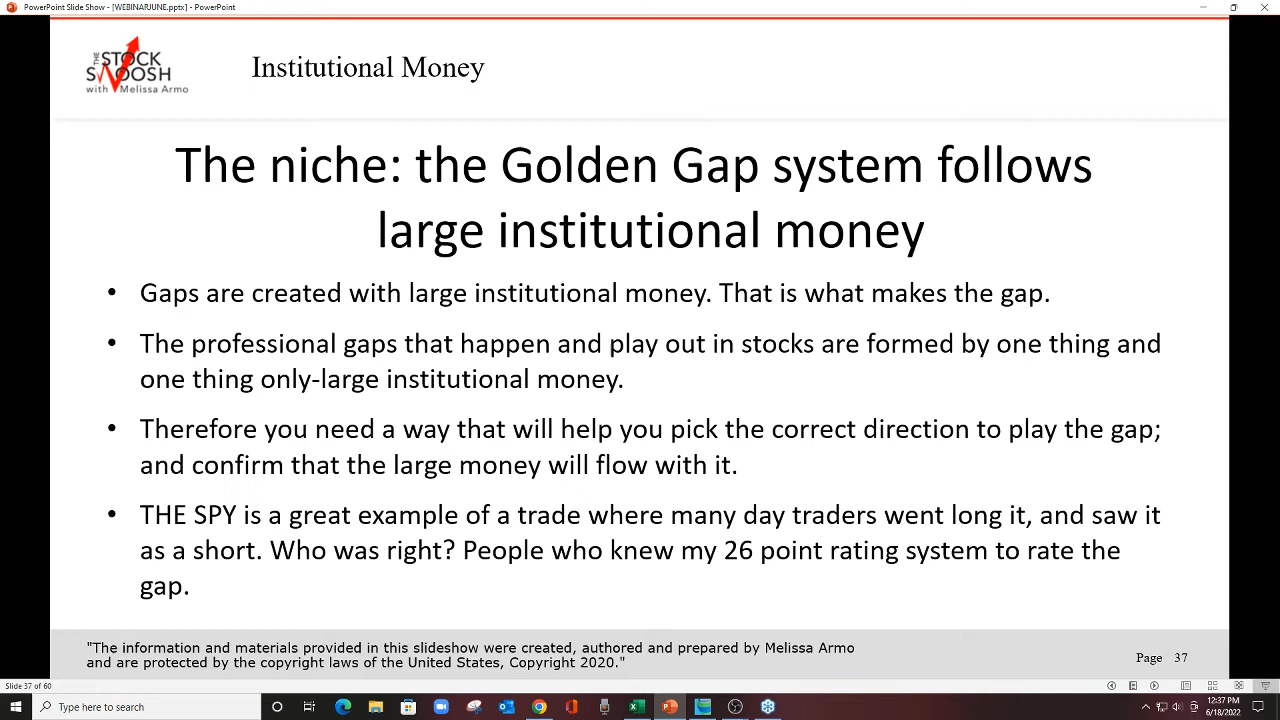 PowerPoint Slide Show - [WEBINARJUNE.pptx] - PowerPoint
THE
STOCK
SWOOSH
with Melissa Armo
Institutional Money
The niche: the Golden Gap system follows
large institutional money
• Gaps are created with large institutional money. That is what makes the gap.
• The professional gaps that happen and play out in stocks are formed by one thing and
one thing only-large institutional money.
• Therefore you need a way that will help you pick the correct direction to play the gap;
and confirm that the large money will flow with it.
• THE SPY is a great example of a trade where many day traders went long it, and saw it
as a short. Who was right? People who knew my 26 point rating system to rate the
gap.
"The information and materials provided in this slideshow were created, authored and prepared by Melissa Armo
and are protected by the copyright laws of the United States, Copyright 2020."
Page 37
Slide 37 of 60
Type here to search
12:37 PM
6/18/2022